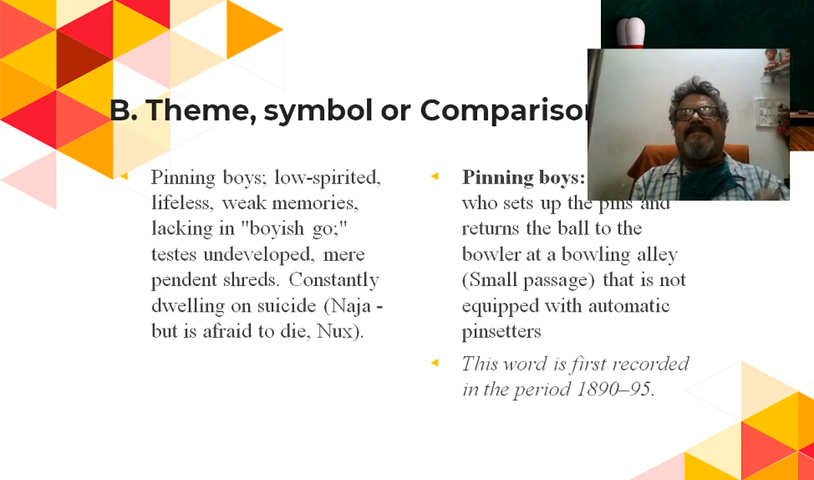 B. Theme, symbol or Comparison
Pinning boys; low-spirited,
lifeless, weak memories,
lacking in "boyish go;"
testes undeveloped, mere
pendent shreds. Constantly
dwelling on suicide (Naja -
but is afraid to die, Nux).
Pinning boys:
who sets up the pins and
returns the ball to the
bowler at a bowling alley
(Small passage) that is not
equipped with automatic
pinsetters
This word is first recorded
in the period 1890–95.